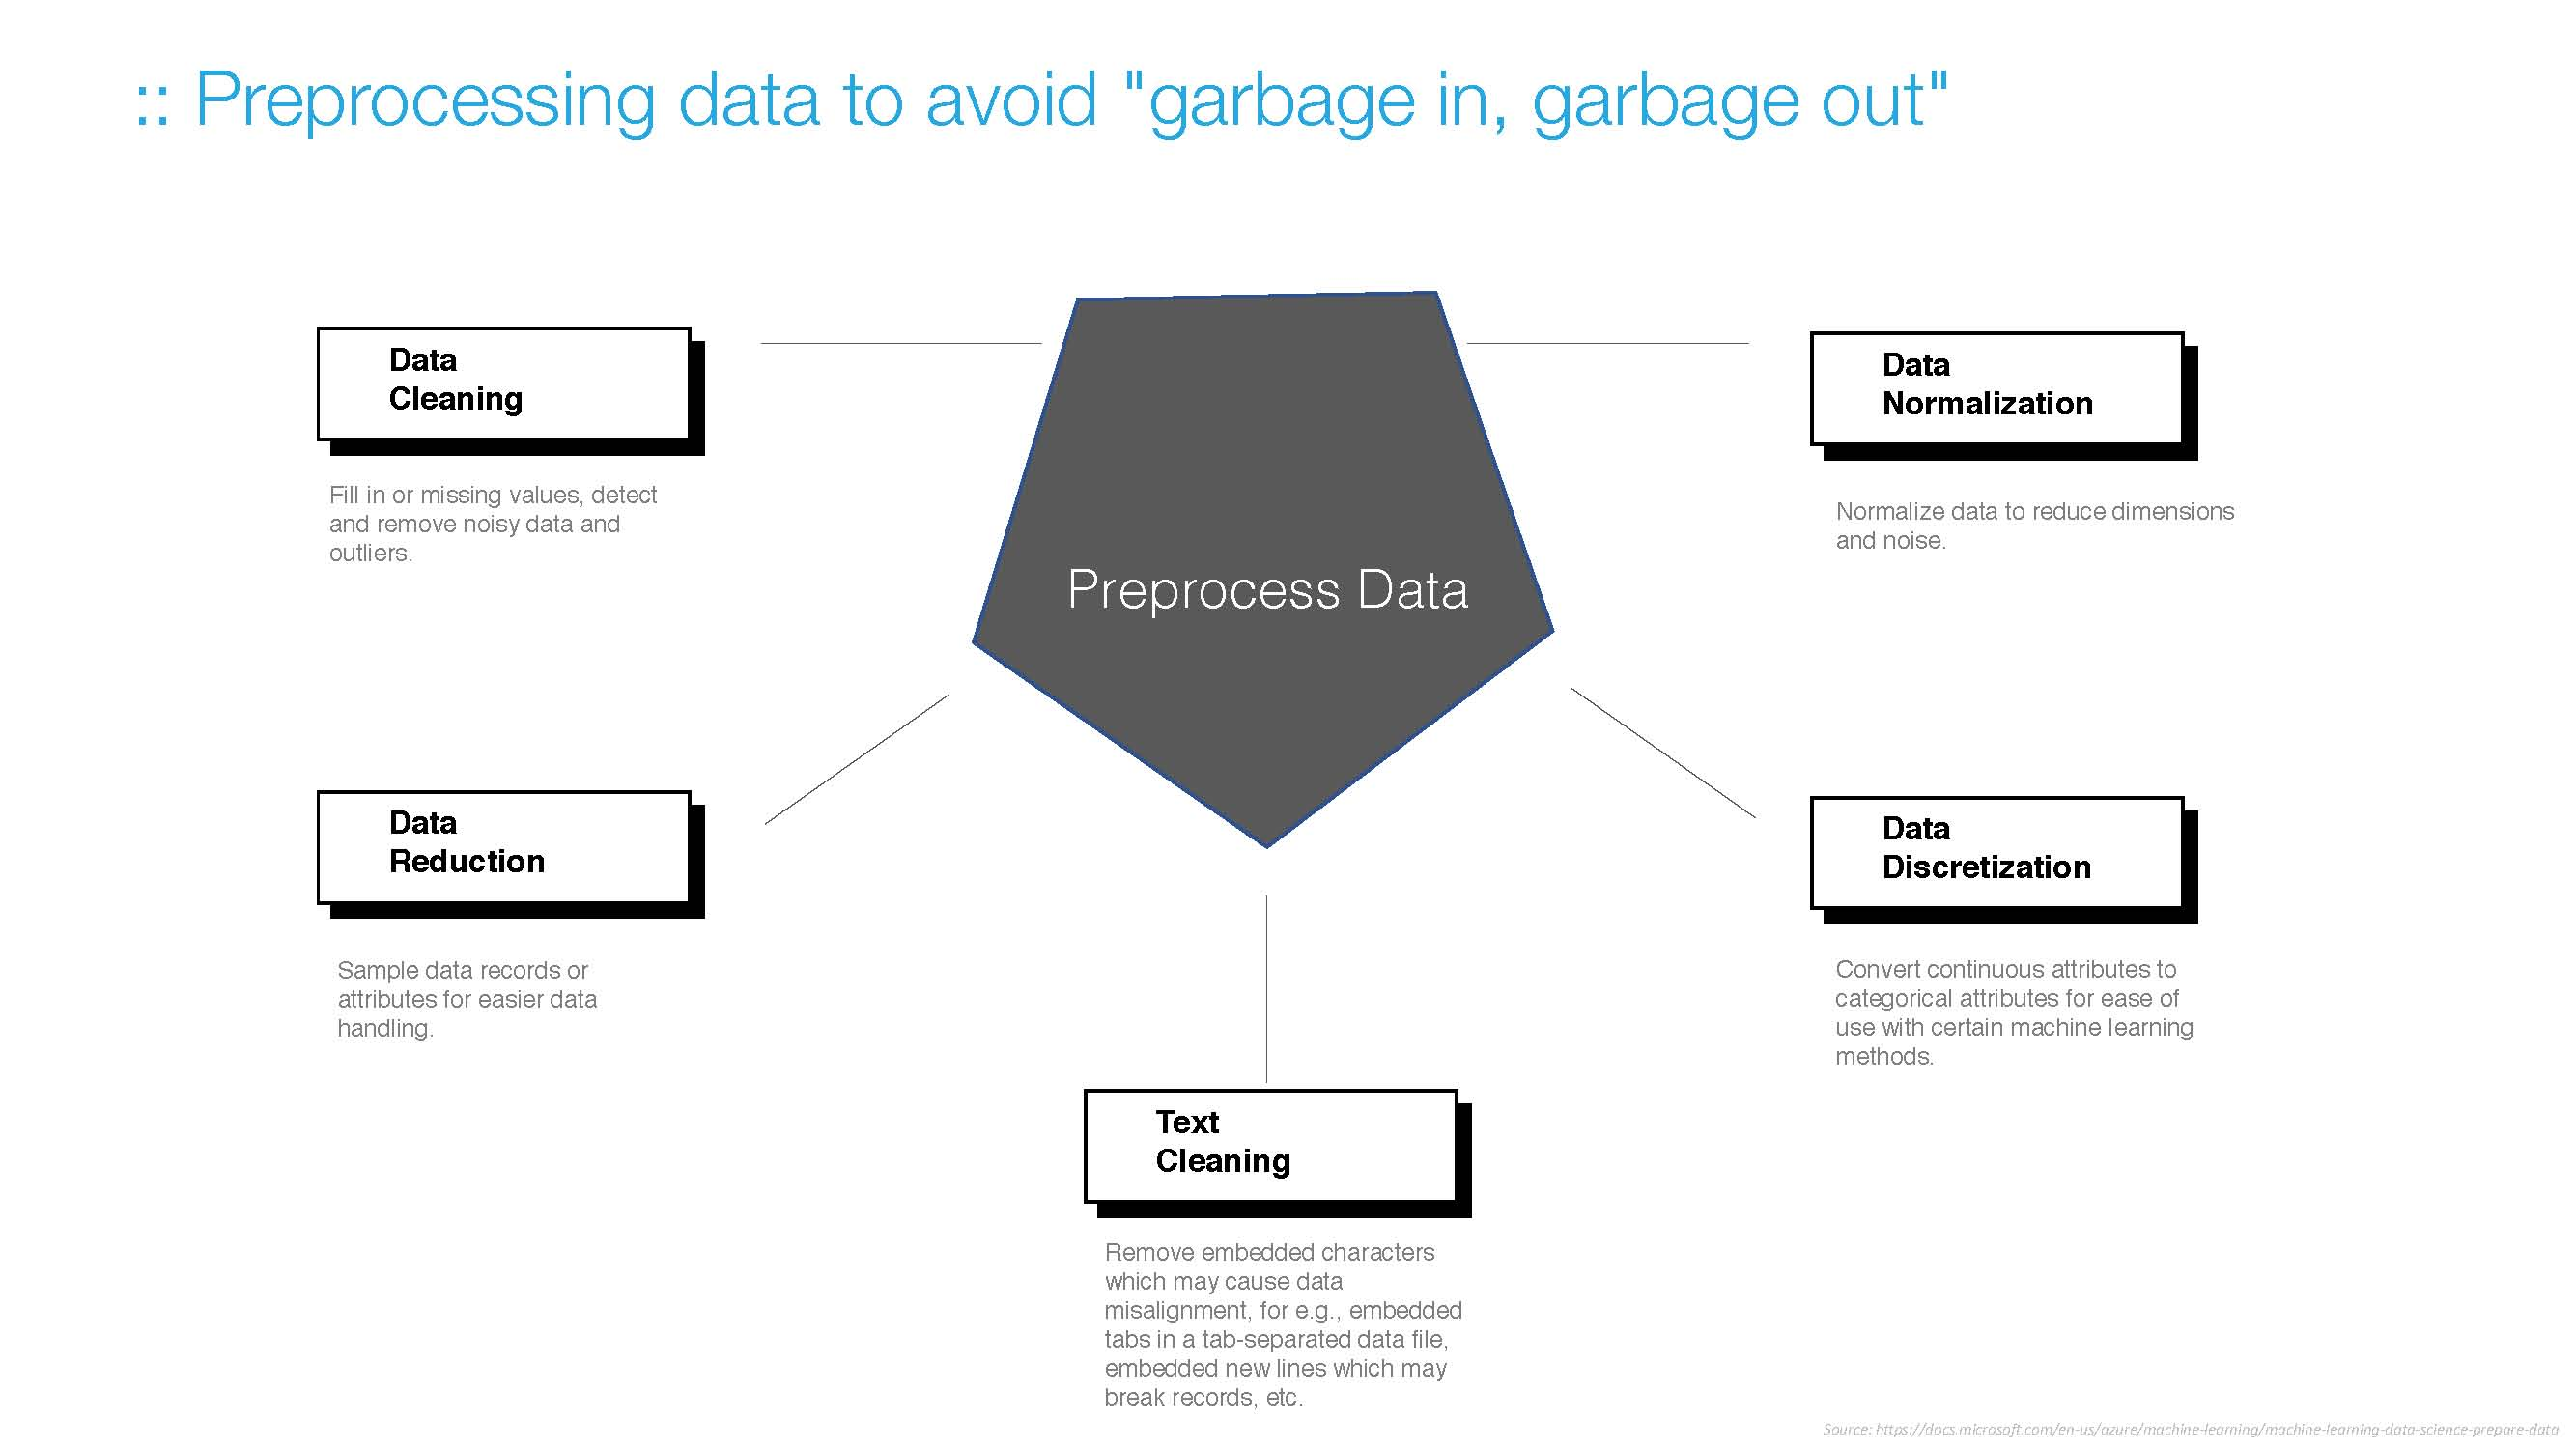 :: Preprocessing data to avoid "garbage in, garbage out"
Data
Cleaning
Fill in or missing values, detect
and remove noisy data and
outliers.
Preprocess Data
Data
Normalization
Normalize data to reduce dimensions
and noise.
Data
Reduction
Sample data records or
attributes for easier data
handling.
Data
Discretization
Convert continuous attributes to
categorical attributes for ease of
use with certain machine learning
methods.
Text
Cleaning
Remove embedded characters
which may cause data
misalignment, for e.g., embedded
tabs in a tab-separated data file,
embedded new lines which may
break records, etc.
Source: https://docs.microsoft.com/en-us/azure/machine-learning/machine-learning-data-science-prepare-data